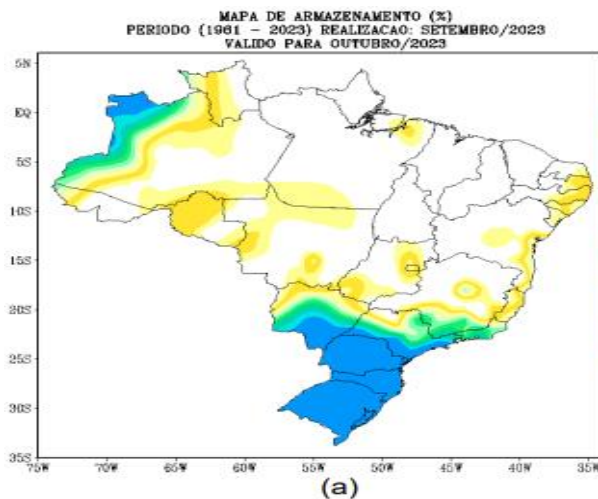 MAPA DE ARMAZENAMENTO (%)
PERIODO (1961 - 2023) REALIZACAO: SETEMBRO/2023
VALIDO PARA OUTUBRO/2023
5N
EQ
5S
10S
15S
20S
25S
30S
35S
75W 70W 65W 60W 55W 50W 45W 40W 35W
(a)